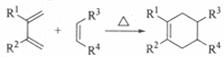 R¹ R² + R³ R⁴ △ R¹ R² R³ R⁴